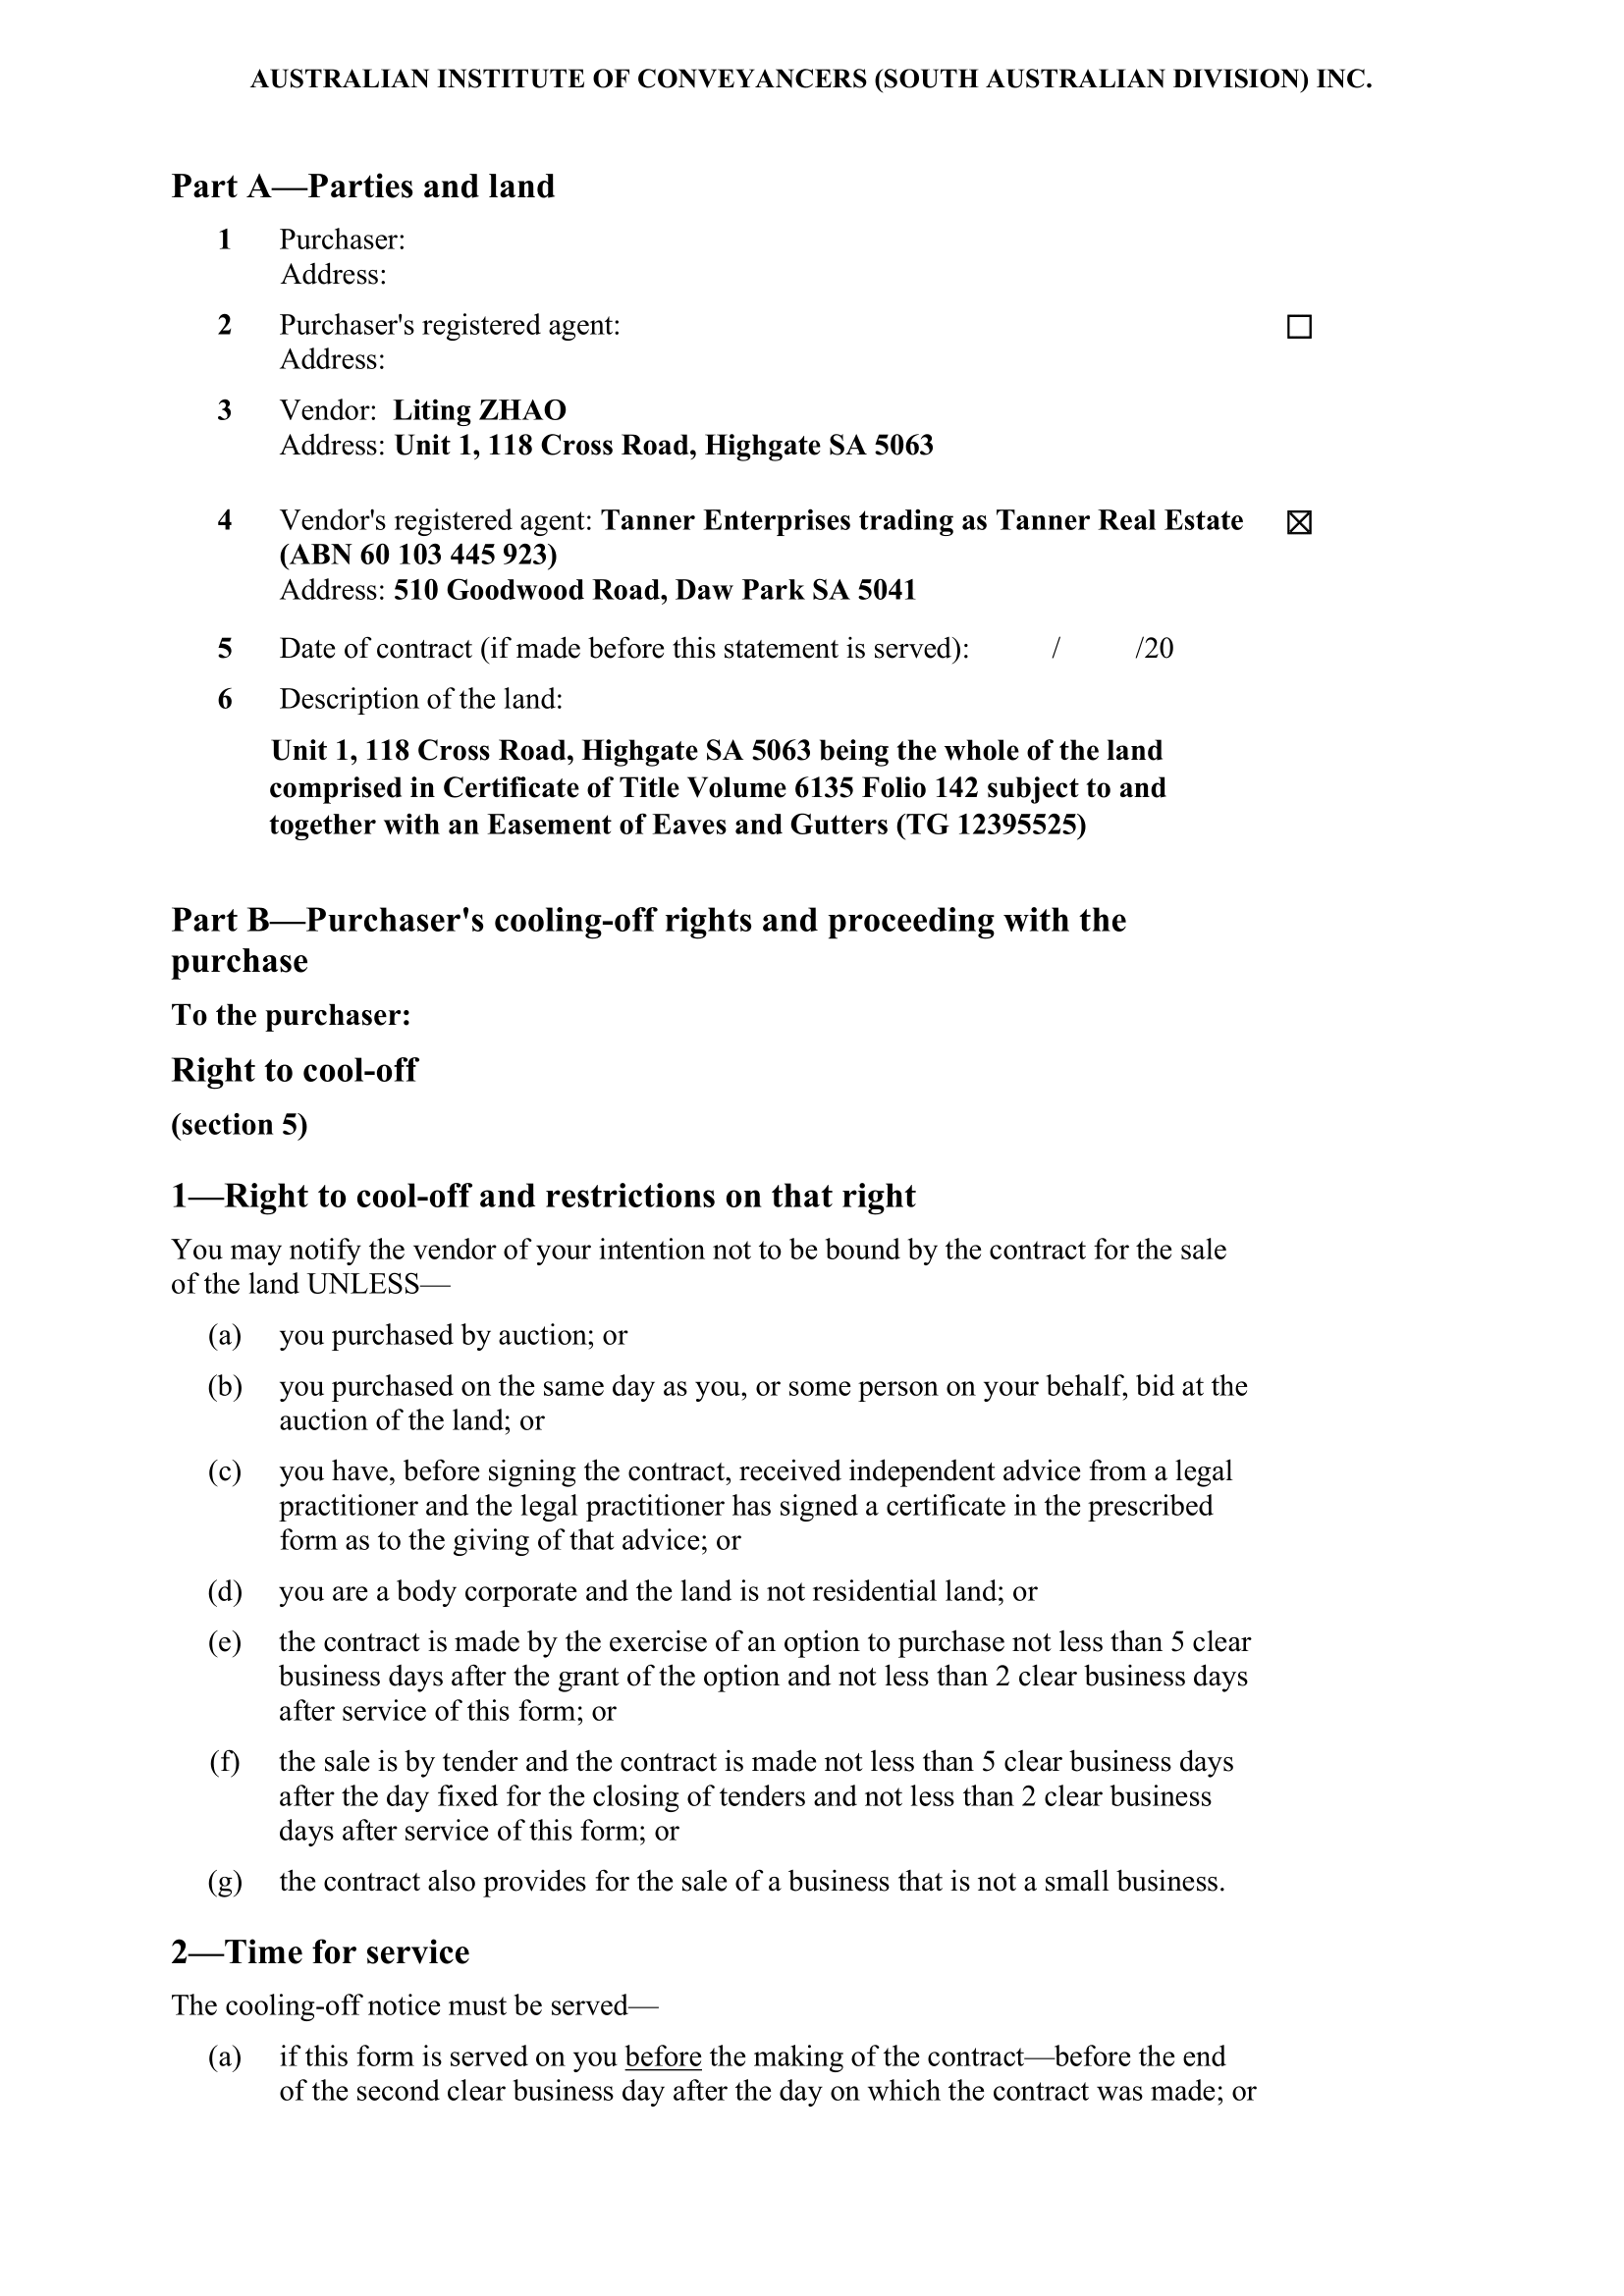 AUSTRALIAN INSTITUTE OF CONVEYANCERS (SOUTH AUSTRALIAN DIVISION) INC.
Part A—Parties and land
1 Purchaser:
Address:
2 Purchaser's registered agent: ☐
Address:
3 Vendor: Liting ZHAO
Address: Unit 1, 118 Cross Road, Highgate SA 5063
4 Vendor's registered agent: Tanner Enterprises trading as Tanner Real Estate ☒
(ABN 60 103 445 923)
Address: 510 Goodwood Road, Daw Park SA 5041
5 Date of contract (if made before this statement is served): / /20
6 Description of the land:
Unit 1, 118 Cross Road, Highgate SA 5063 being the whole of the land
comprised in Certificate of Title Volume 6135 Folio 142 subject to and
together with an Easement of Eaves and Gutters (TG 12395525)
Part B—Purchaser's cooling-off rights and proceeding with the
purchase
To the purchaser:
Right to cool-off
(section 5)
1—Right to cool-off and restrictions on that right
You may notify the vendor of your intention not to be bound by the contract for the sale
of the land UNLESS—
(a) you purchased by auction; or
(b) you purchased on the same day as you, or some person on your behalf, bid at the
auction of the land; or
(c) you have, before signing the contract, received independent advice from a legal
practitioner and the legal practitioner has signed a certificate in the prescribed
form as to the giving of that advice; or
(d) you are a body corporate and the land is not residential land; or
(e) the contract is made by the exercise of an option to purchase not less than 5 clear
business days after the grant of the option and not less than 2 clear business days
after service of this form; or
(f) the sale is by tender and the contract is made not less than 5 clear business days
after the day fixed for the closing of tenders and not less than 2 clear business
days after service of this form; or
(g) the contract also provides for the sale of a business that is not a small business.
2—Time for service
The cooling-off notice must be served—
(a) if this form is served on you before the making of the contract—before the end
of the second clear business day after the day on which the contract was made; or